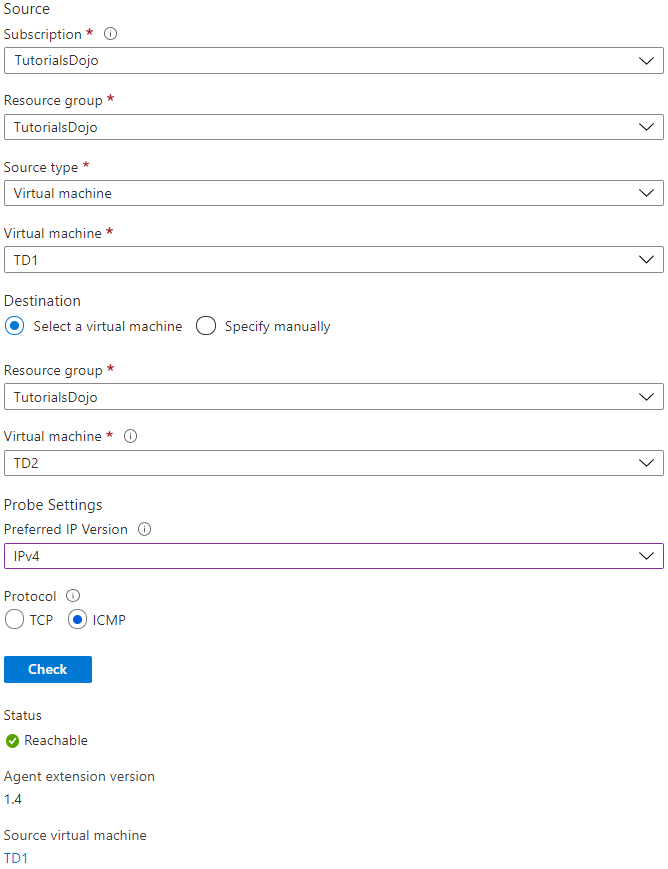 Source
Subscription *
TutorialsDojo
Resource group *
TutorialsDojo
Source type *
Virtual machine
Virtual machine *
TD1
Destination
Select a virtual machine Specify manually
Resource group *
TutorialsDojo
Virtual machine *
TD2
Probe Settings
Preferred IP Version
IPv4
Protocol
TCP ICMP
Check
Status
Reachable
Agent extension version
1.4
Source virtual machine
TD1